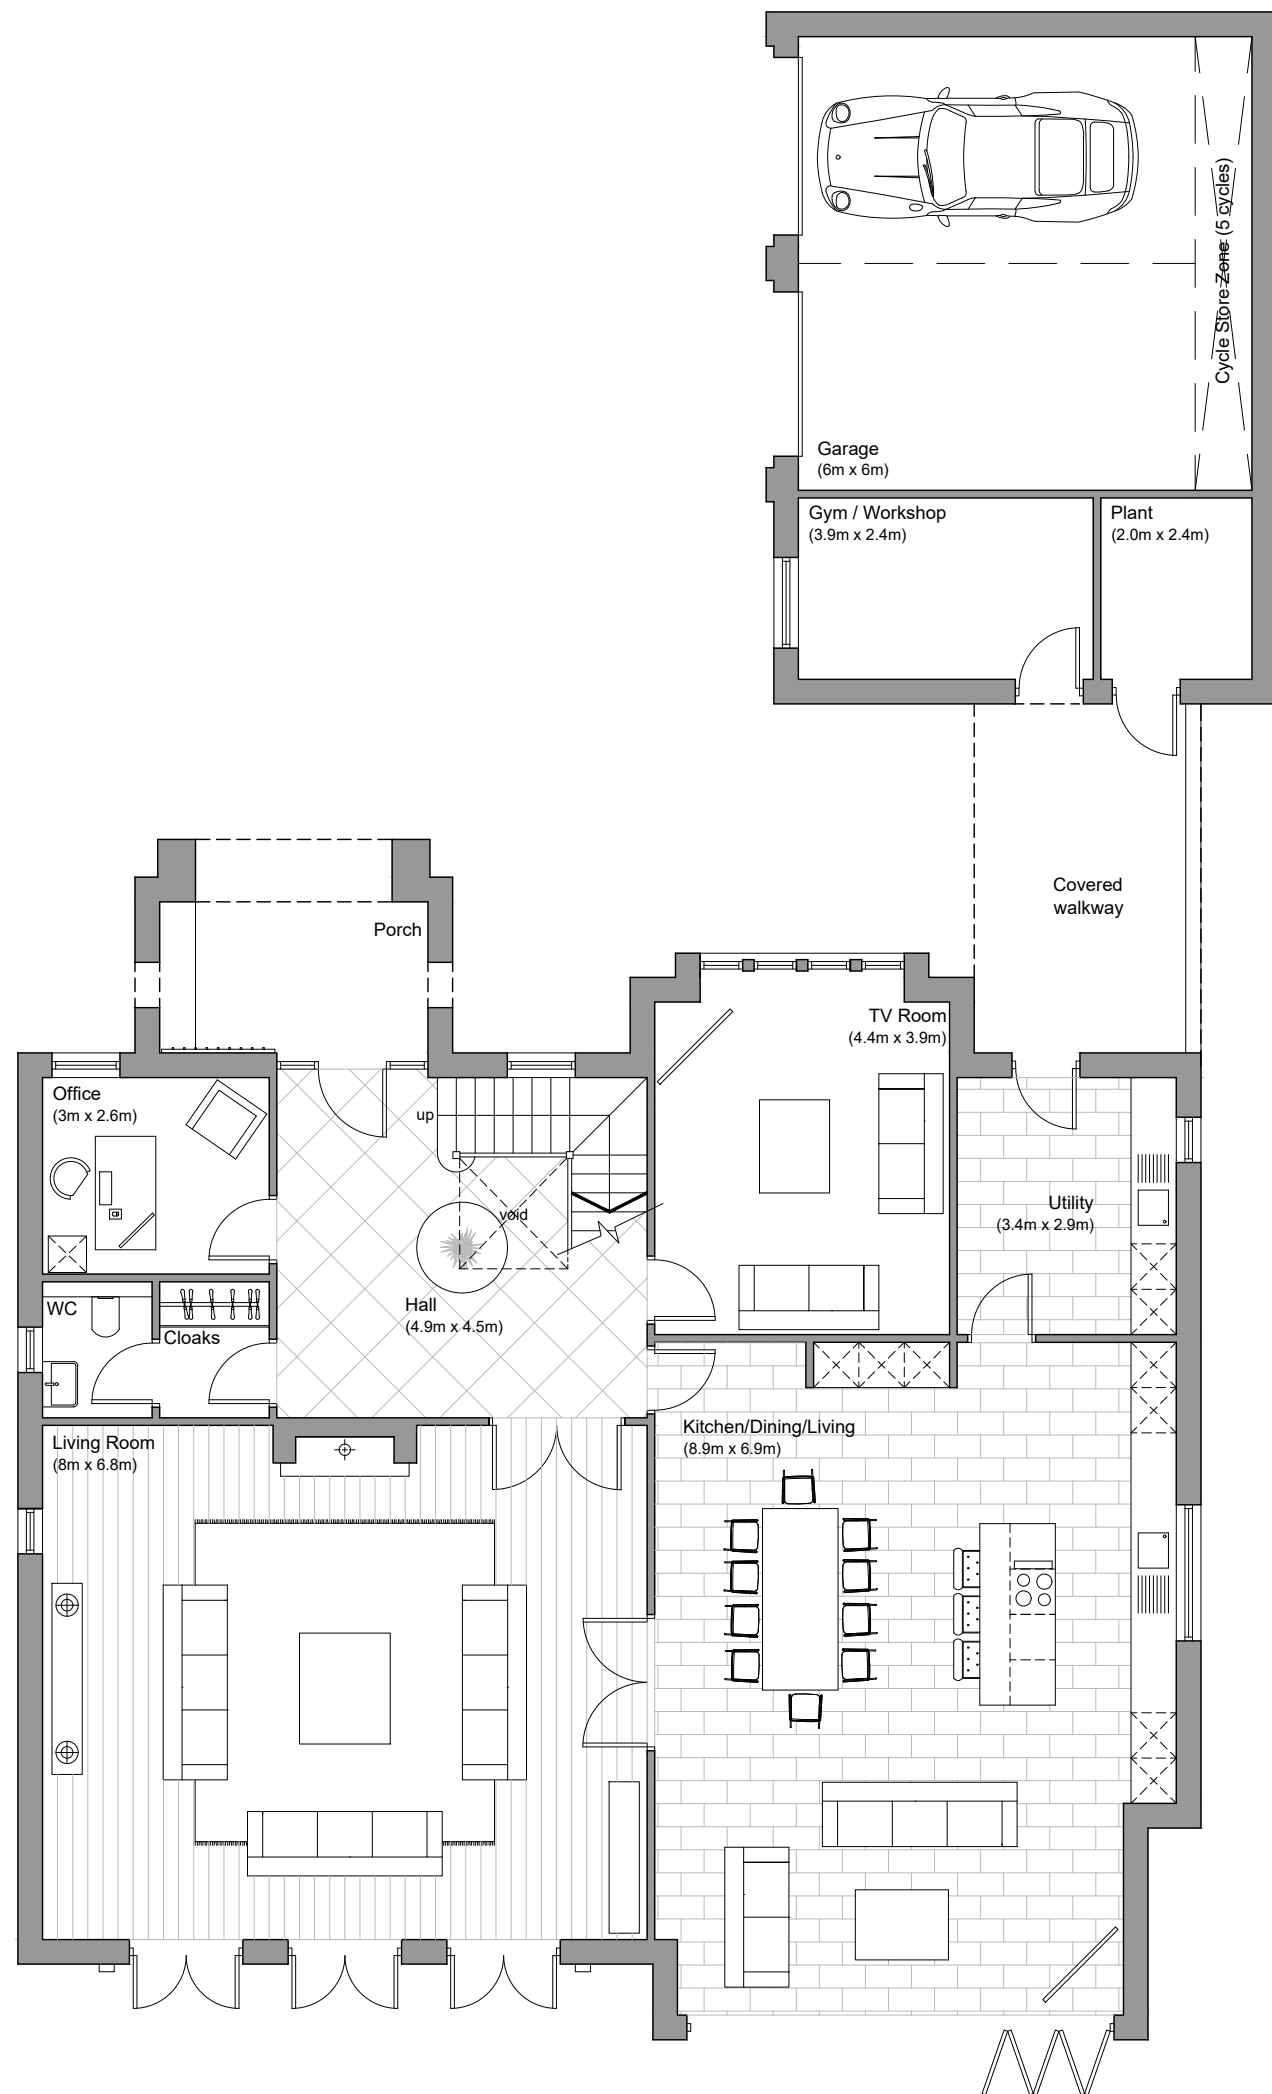 Cycle Store Zone (5 cycles)
Garage
(6m x 6m)
Gym / Workshop
(3.9m x 2.4m)
Plant
(2.0m x 2.4m)
Covered
walkway
Porch
TV Room
(4.4m x 3.9m)
Office
(3m x 2.6m)
up
void
Utility
(3.4m x 2.9m)
Hall
(4.9m x 4.5m)
WC
Cloaks
Living Room
(8m x 6.8m)
Kitchen/Dining/Living
(8.9m x 6.9m)